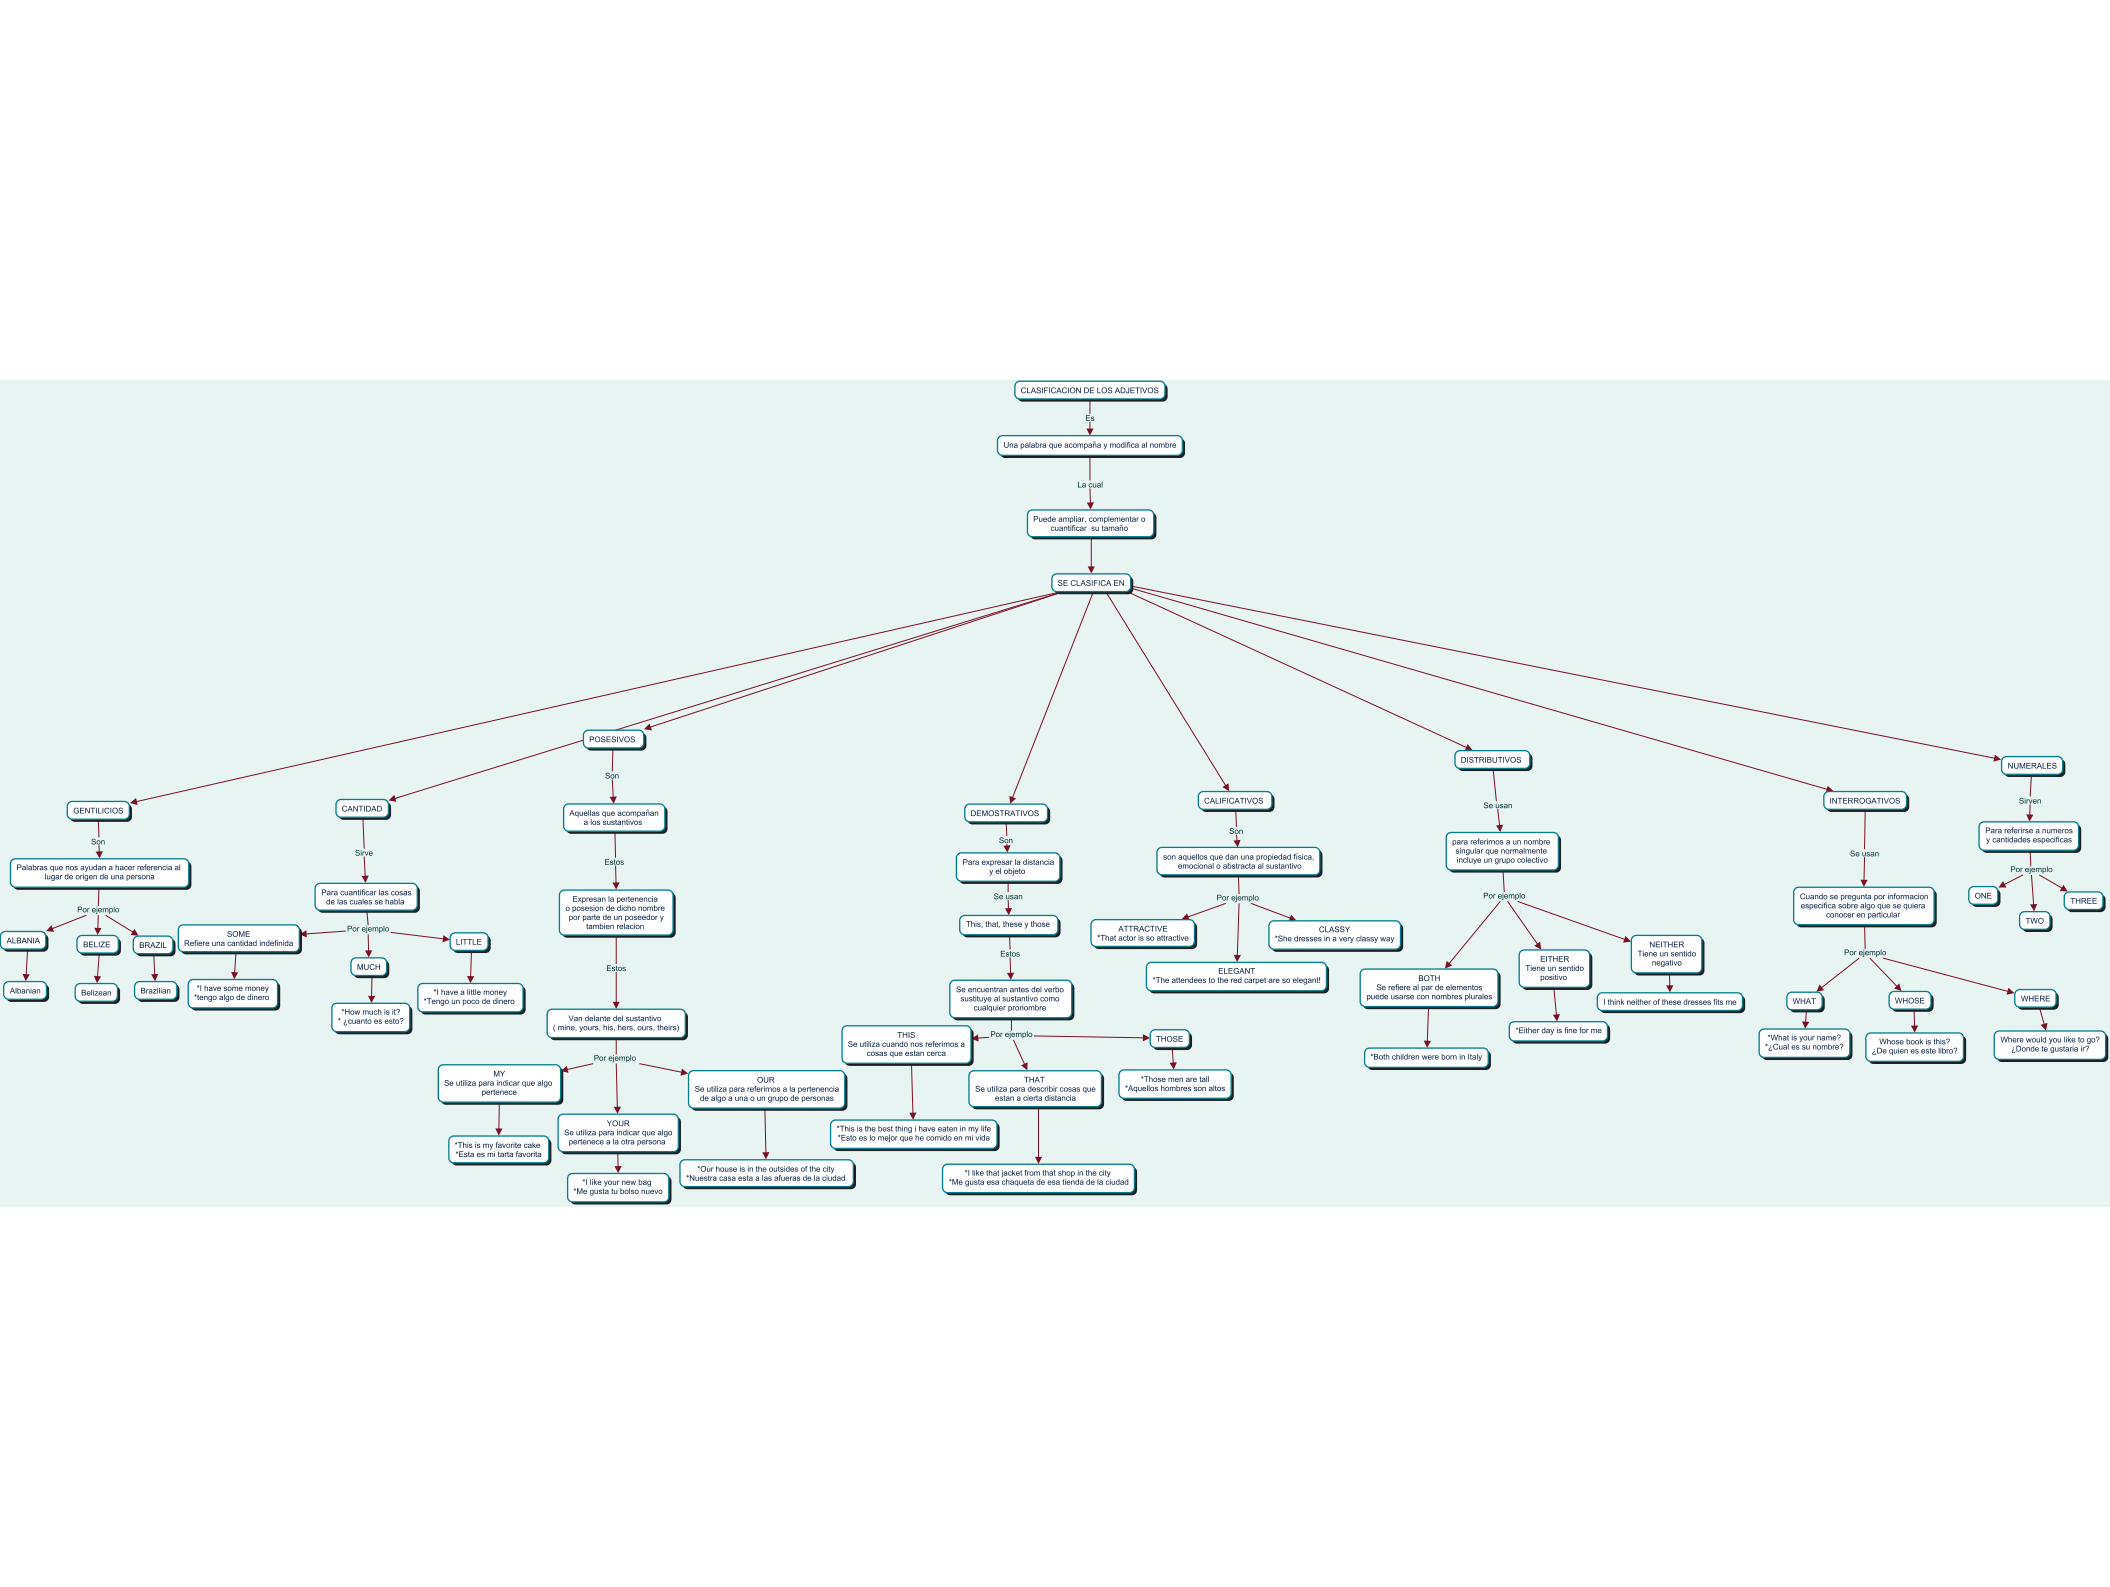 CLASIFICACION DE LOS ADJETIVOS
Es
Una palabra que acompaña y modifica al nombre
La cual
Puede ampliar, complementar o
cuantificar su tamaño
SE CLASIFICA EN
GENTILICIOS
Son
Palabras que nos ayudan a hacer referencia al
lugar de origen de una persona
Por ejemplo
ALBANIA
Albanian
BELIZE
Belizean
BRAZIL
Brazilian
CANTIDAD
Sirve
Para cuantificar las cosas
de las cuales se habla
Por ejemplo
SOME
Refiere una cantidad indefinida
*I have some money
*tengo algo de dinero
MUCH
*How much is it?
* ¿cuanto es esto?
LITTLE
*I have a little money
*Tengo un poco de dinero
POSESIVOS
Son
Aquellas que acompañan
a los sustantivos
Estos
Expresan la pertenencia
o posesion de dicho nombre
por parte de un poseedor y
tambien relacion
Estos
Van delante del sustantivo
( mine, yours, his, hers, ours, theirs)
Por ejemplo
MY
Se utiliza para indicar que algo
pertenece
*This is my favorite cake
*Esta es mi tarta favorita
YOUR
Se utiliza para indicar que algo
pertenece a la otra persona
*I like your new bag
*Me gusta tu bolso nuevo
OUR
Se utiliza para referirnos a la pertenencia
de algo a una o un grupo de personas
*Our house is in the outsides of the city
*Nuestra casa esta a las afueras de la ciudad
DEMOSTRATIVOS
Son
Para expresar la distancia
y el objeto
Se usan
This, that, these y those
Estos
Se encuentran antes del verbo
sustituye al sustantivo como
cualquier pronombre
Por ejemplo
THIS
Se utiliza cuando nos referimos a
cosas que estan cerca
*This is the best thing i have eaten in my life
*Esto es lo mejor que he comido en mi vida
THAT
Se utiliza para describir cosas que
estan a cierta distancia
*I like that jacket from that shop in the city
*Me gusta esa chaqueta de esa tienda de la ciudad
THOSE
*Those men are tall
*Aquellos hombres son altos
CALIFICATIVOS
Son
son aquellos que dan una propiedad física,
emocional o abstracta al sustantivo
Por ejemplo
ATTRACTIVE
*That actor is so attractive
ELEGANT
*The attendees to the red carpet are so elegant!
CLASSY
*She dresses in a very classy way
DISTRIBUTIVOS
Se usan
para referirnos a un nombre
singular que normalmente
incluye un grupo colectivo
Por ejemplo
BOTH
Se refiere al par de elementos
puede usarse con nombres plurales
*Both children were born in Italy
EITHER
Tiene un sentido
positivo
*Either day is fine for me
NEITHER
Tiene un sentido
negativo
I think neither of these dresses fits me
INTERROGATIVOS
Se usan
Cuando se pregunta por informacion
especifica sobre algo que se quiera
conocer en particular
Por ejemplo
WHAT
*What is your name?
*¿Cual es su nombre?
WHOSE
Whose book is this?
¿De quien es este libro?
WHERE
Where would you like to go?
¿Donde te gustaria ir?
NUMERALES
Sirven
Para referirse a numeros
y cantidades especificas
Por ejemplo
ONE
TWO
THREE